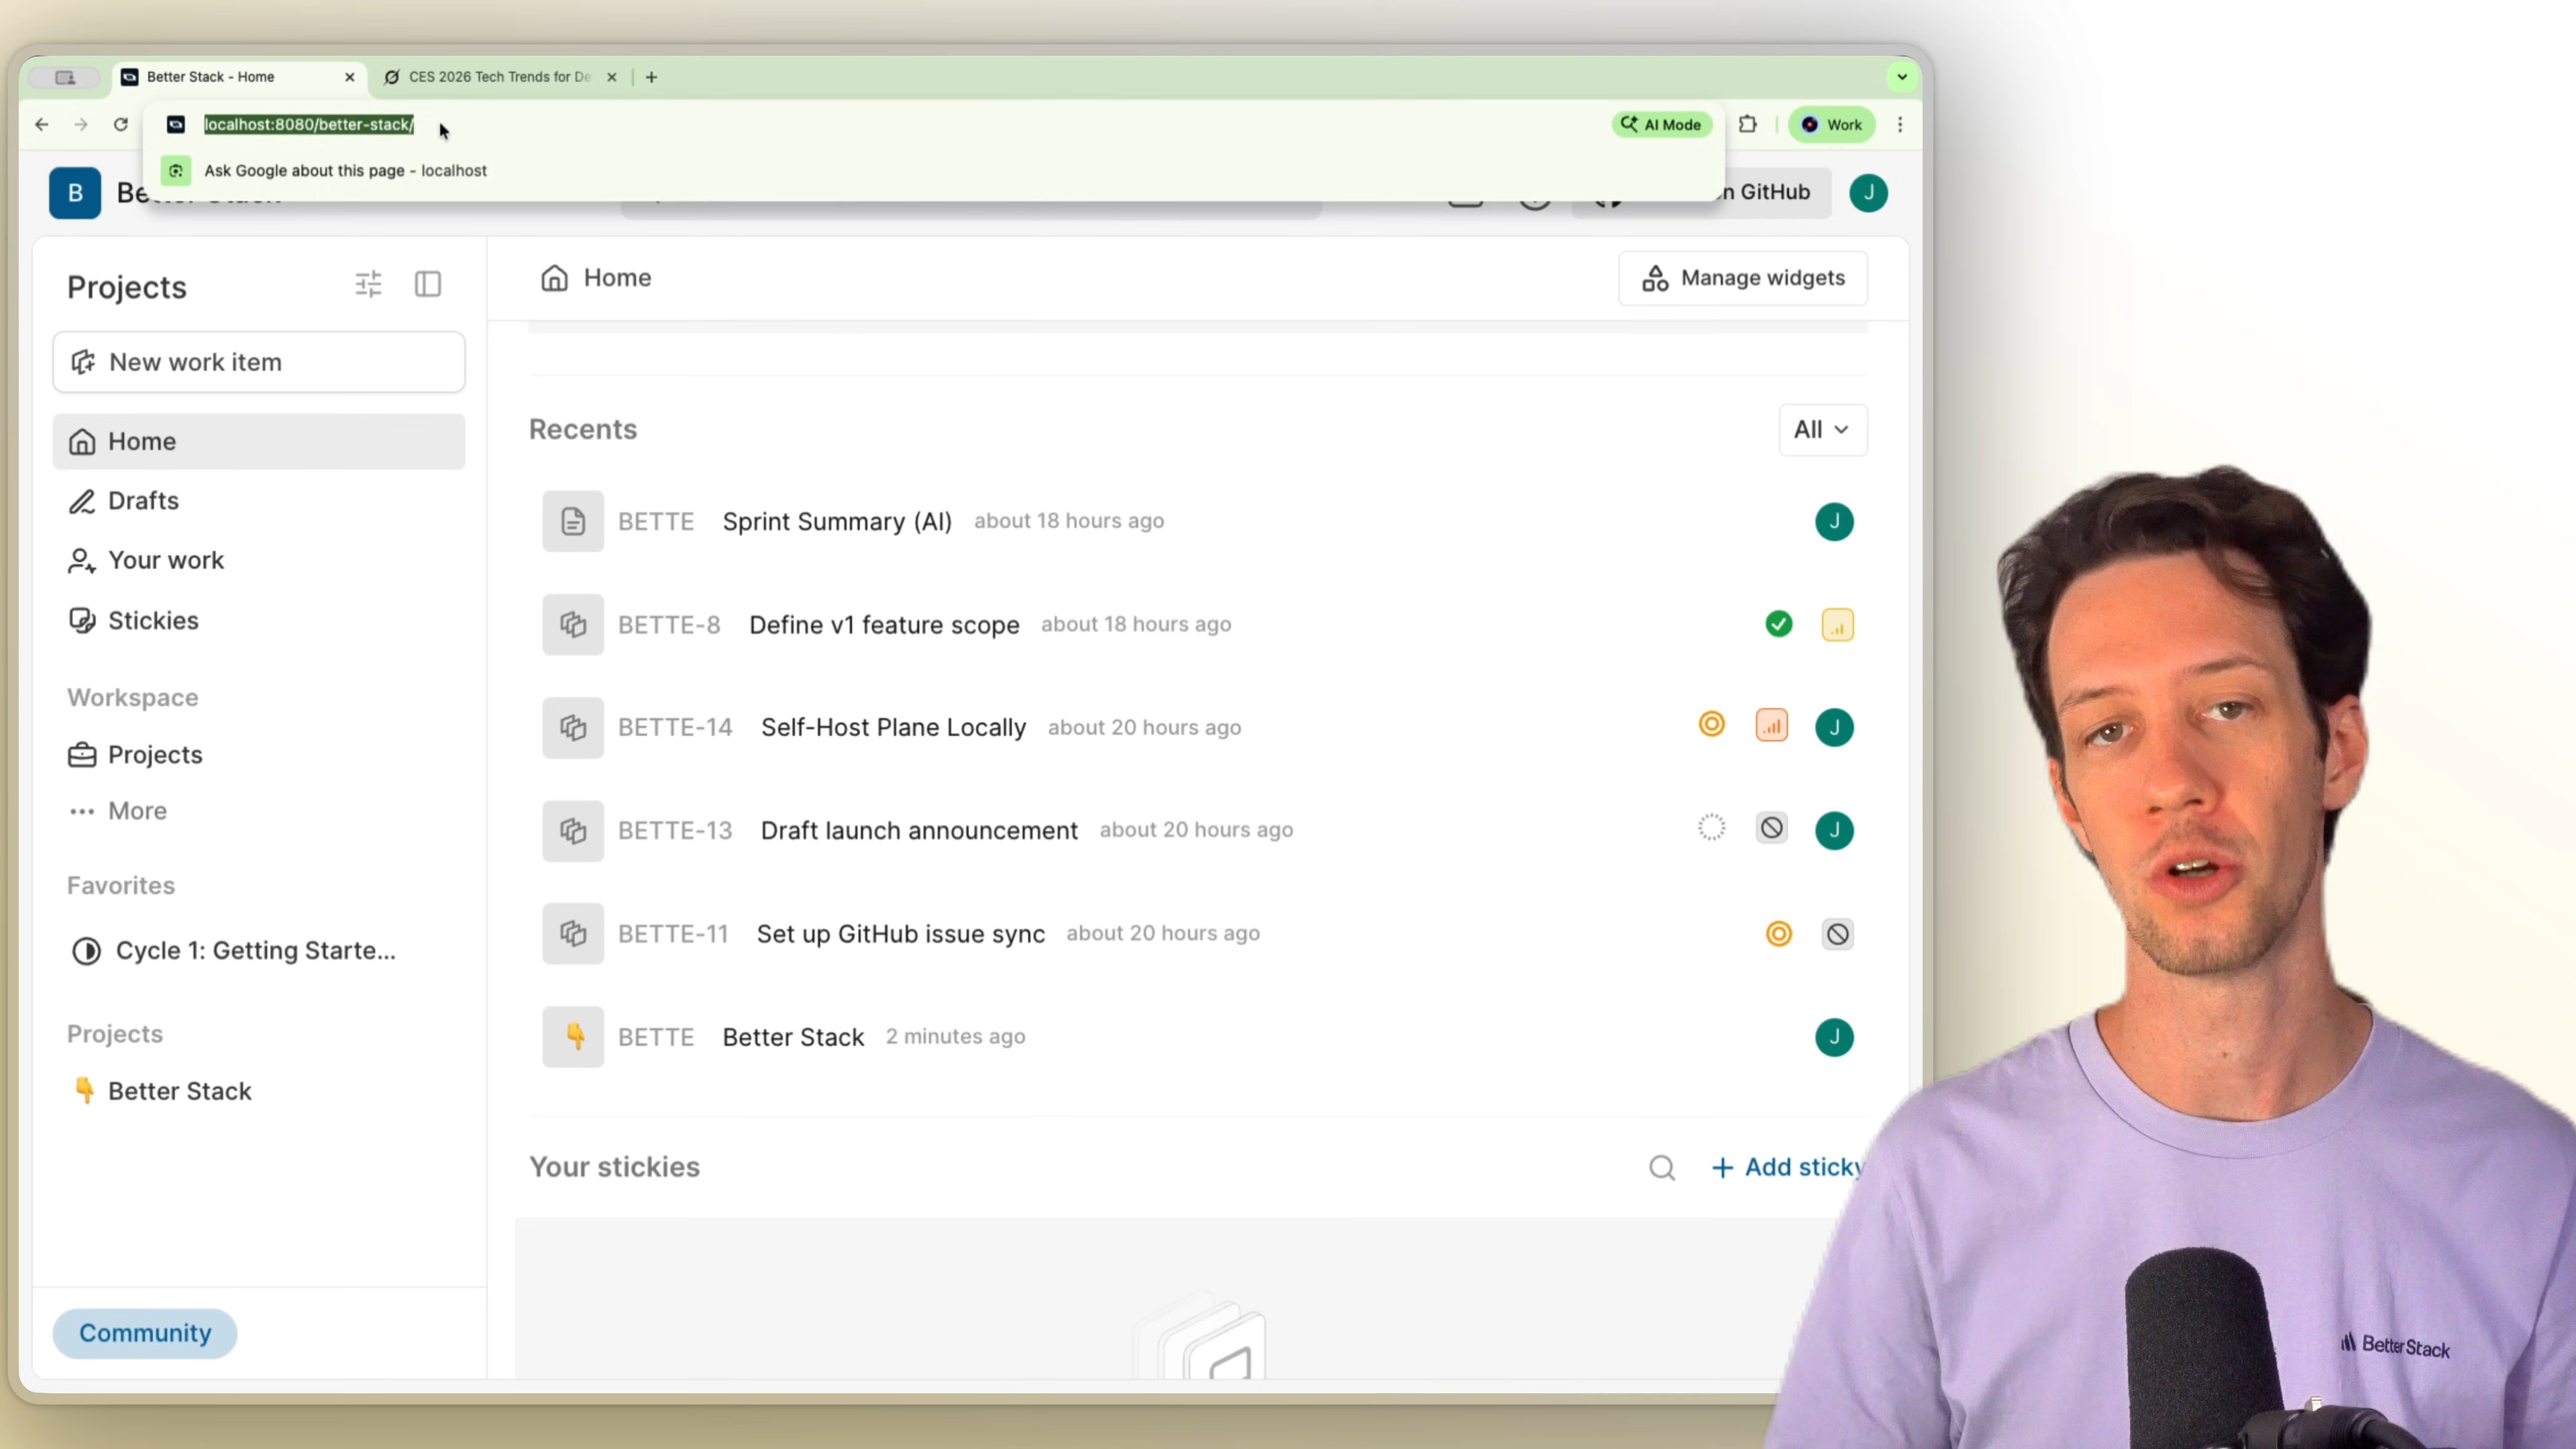 Better Stack - Home
CES 2026 Tech Trends for De
localhost:8080/better-stack/
AI Mode
Work
Ask Google about this page - localhost
B
n GitHub
J
Projects
Home
Manage widgets
New work item
Recents
All
Home
Drafts
Your work
Stickies
Workspace
Projects
More
Favorites
Cycle 1: Getting Starte...
Projects
Better Stack
Community
BETTE Sprint Summary (AI) about 18 hours ago J
BETTE-8 Define v1 feature scope about 18 hours ago
BETTE-14 Self-Host Plane Locally about 20 hours ago J
BETTE-13 Draft launch announcement about 20 hours ago J
BETTE-11 Set up GitHub issue sync about 20 hours ago
BETTE Better Stack 2 minutes ago J
Your stickies
Add sticky
Better Stack